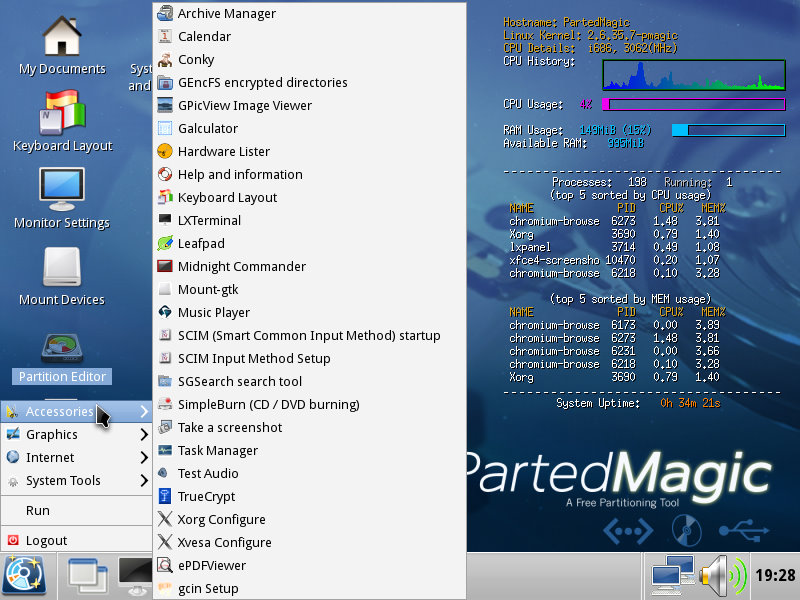 My Documents
Syst
and
Keyboard Layout
Monitor Settings
Mount Devices
Partition Editor
Accessories
Graphics
Internet
System Tools
Run
Logout
Archive Manager
Calendar
Conky
GEncFS encrypted directories
GPicView Image Viewer
Galculator
Hardware Lister
Help and information
Keyboard Layout
LXTerminal
Leafpad
Midnight Commander
Mount-gtk
Music Player
SCIM (Smart Common Input Method) startup
SCIM Input Method Setup
SGSearch search tool
SimpleBurn (CD / DVD burning)
Take a screenshot
Task Manager
Test Audio
TrueCrypt
Xorg Configure
Xvesa Configure
ePDFViewer
gcin Setup
Hostname: PartedMagic
Linux Kernel: 2.6.35.7-pmagic
CPU Details: i686, 3062(MHz)
CPU History:
CPU Usage: 4%
RAM Usage: 149MiB (15%)
Available RAM: 995MiB
Processes: 198 Running: 1
(top 5 sorted by CPU usage)
NAME PID CPU% MEM%
chromium-browse 6273 1.48 3.81
Xorg 3690 0.79 1.40
lxpanel 3714 0.49 1.08
xfce4-screensho 10470 0.20 1.07
chromium-browse 6218 0.10 3.28
(top 5 sorted by MEM usage)
NAME PID CPU% MEM%
chromium-browse 6173 0.00 3.89
chromium-browse 6273 1.48 3.81
chromium-browse 6231 0.00 3.66
chromium-browse 6218 0.10 3.28
Xorg 3690 0.79 1.40
System Uptime: 0h 34m 21s
PartedMagic
A Free Partitioning Tool
19:28